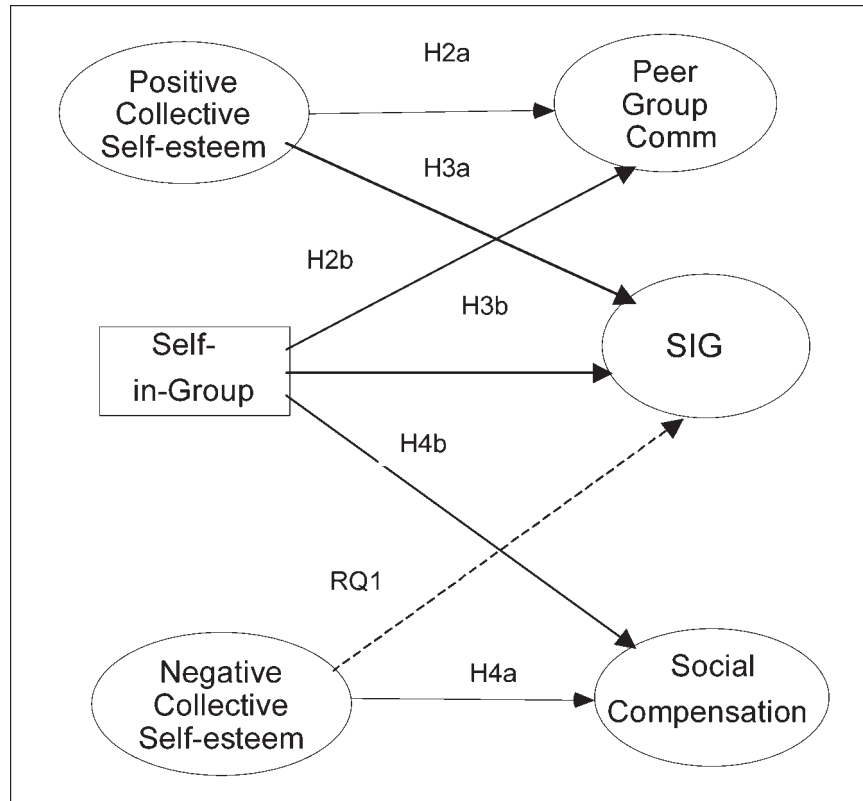 H2a
Positive
Collective
Self-esteem
Peer
Group
Comm
H3a
H2b
H3b
Self-
in-Group
SIG
H4b
RQ1
Negative
Collective
Self-esteem
H4a
Social
Compensation